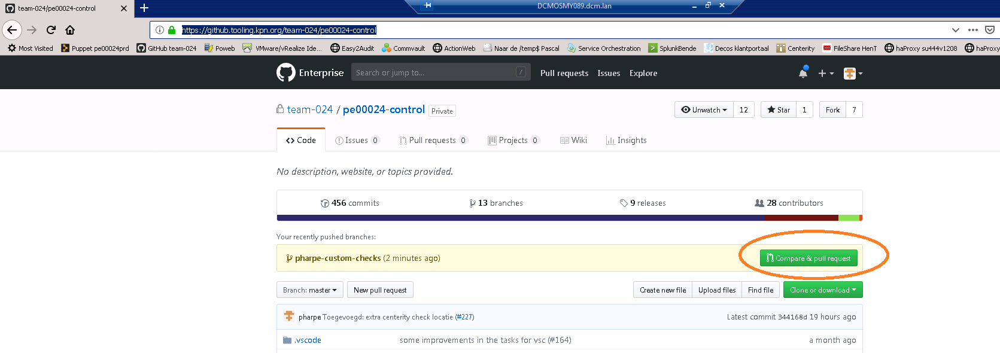 team-024/pe00024-control
DCMOSMY089.dcm.lan
https://github.tooling.kpn.org/team-024/pe00024-control
Most Visited Puppet pe00024prd GitHub team-024 Poweb VMware/vRealize Ide... Easy2Audit Commvault ActionWeb Naar de /temp$ Pascal Service Orchestration SplunkBende Decos klantportaal Centerity FileShare HenT haProxy su444v1208 haProxy
Enterprise Search or jump to... / Pull requests Issues Explore
team-024 / pe00024-control Private Unwatch 12 Star 1 Fork 7
Code Issues 0 Pull requests 0 Projects 0 Wiki Insights
No description, website, or topics provided.
456 commits 13 branches 9 releases 28 contributors
Your recently pushed branches:
pharpe-custom-checks (2 minutes ago) Compare & pull request
Branch: master New pull request Create new file Upload files Find file Clone or download
pharpe Toegevoegd: extra centerity check locatie (#227) Latest commit 344168d 19 hours ago
.vscode some improvements in the tasks for vsc (#164) a month ago